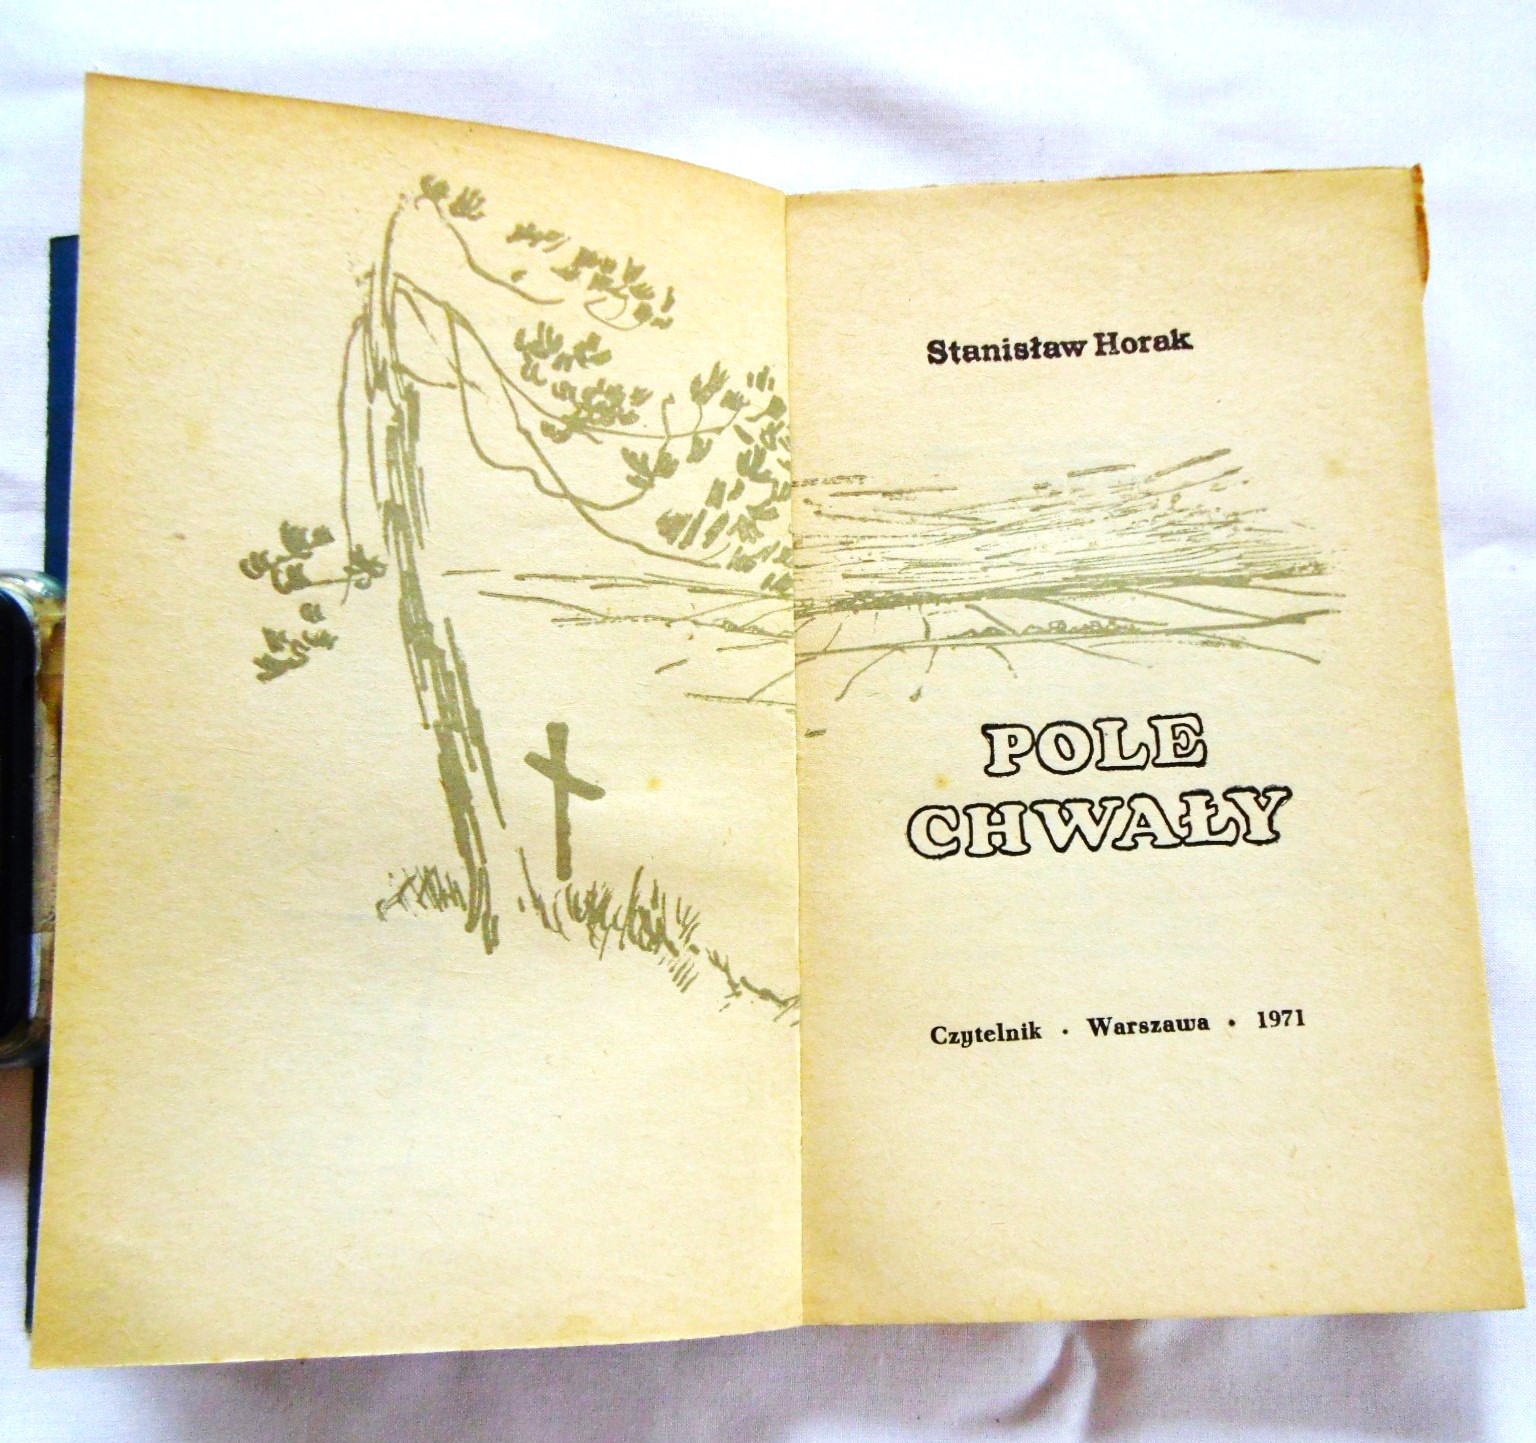 Stanisław Horak
POLE
CHWAŁY
Czytelnik · Warszawa · 1971